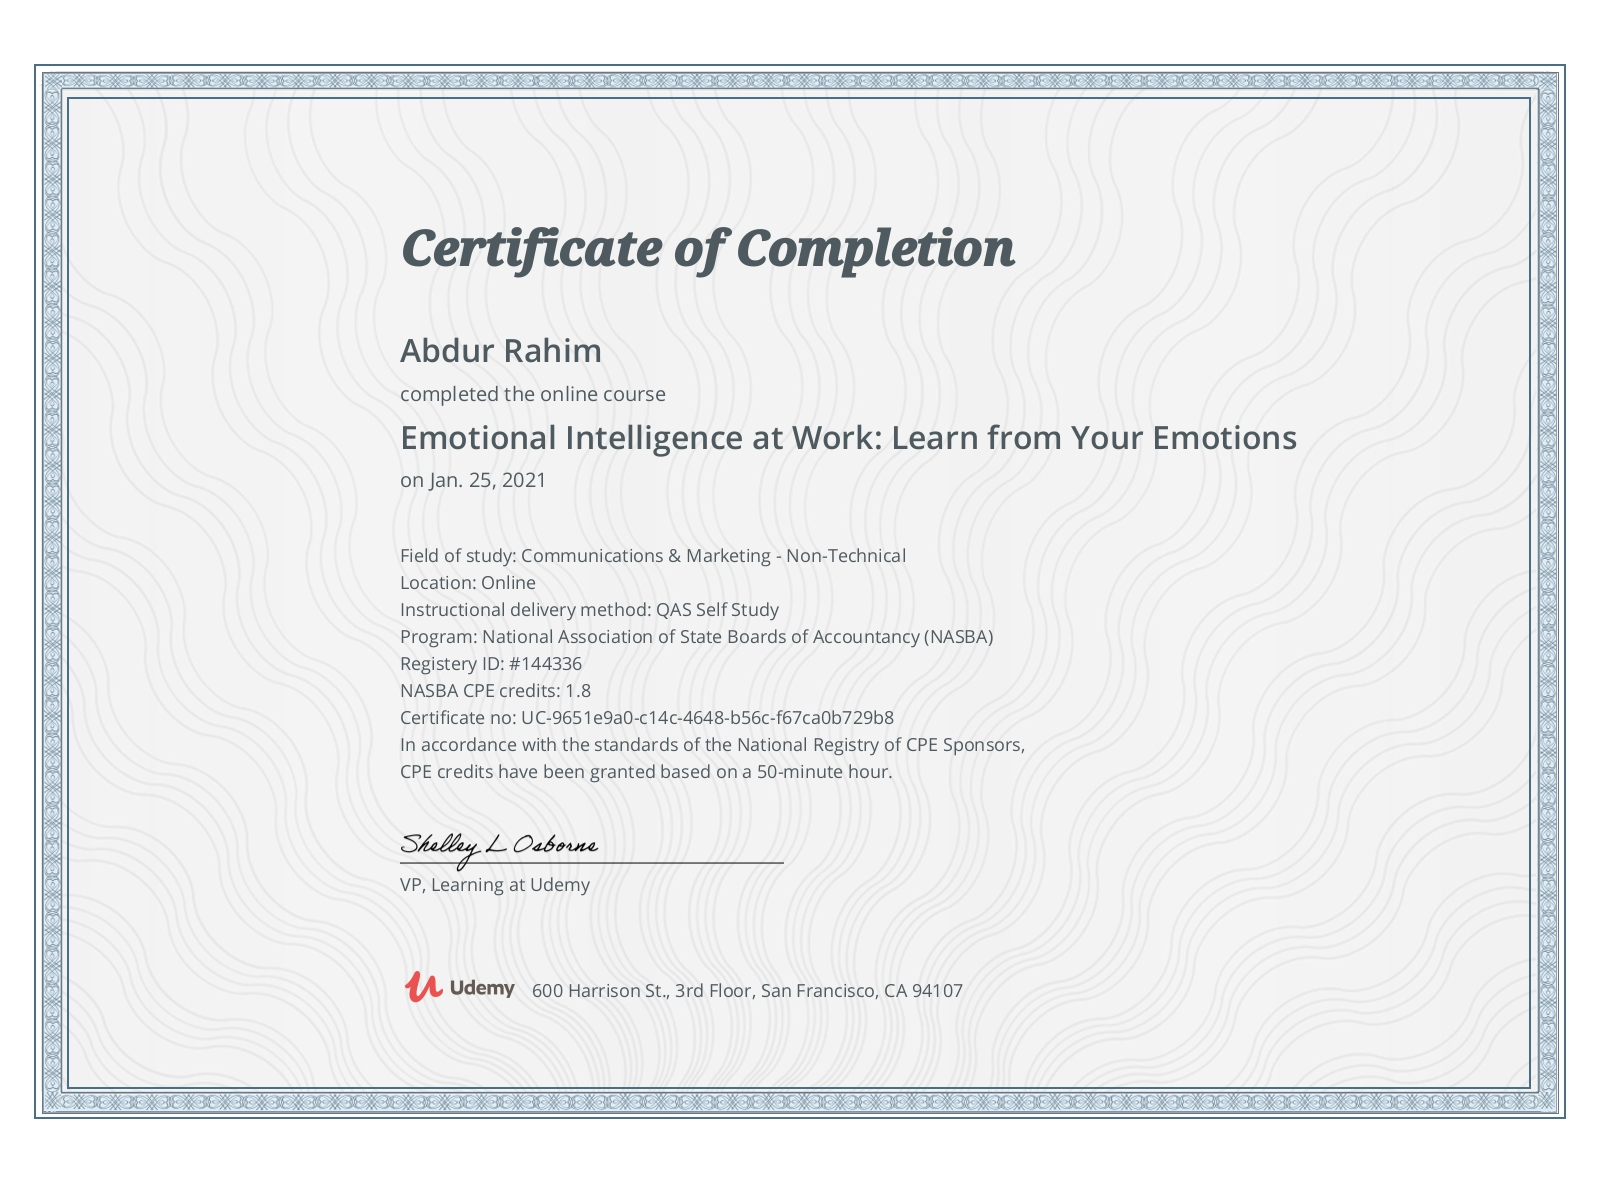 Certificate of Completion
Abdur Rahim
completed the online course
Emotional Intelligence at Work: Learn from Your Emotions
on Jan. 25, 2021
Field of study: Communications & Marketing - Non-Technical
Location: Online
Instructional delivery method: QAS Self Study
Program: National Association of State Boards of Accountancy (NASBA)
Registery ID: #144336
NASBA CPE credits: 1.8
Certificate no: UC-9651e9a0-c14c-4648-b56c-f67ca0b729b8
In accordance with the standards of the National Registry of CPE Sponsors,
CPE credits have been granted based on a 50-minute hour.
Shelley L Osborne
VP, Learning at Udemy
Udemy 600 Harrison St., 3rd Floor, San Francisco, CA 94107